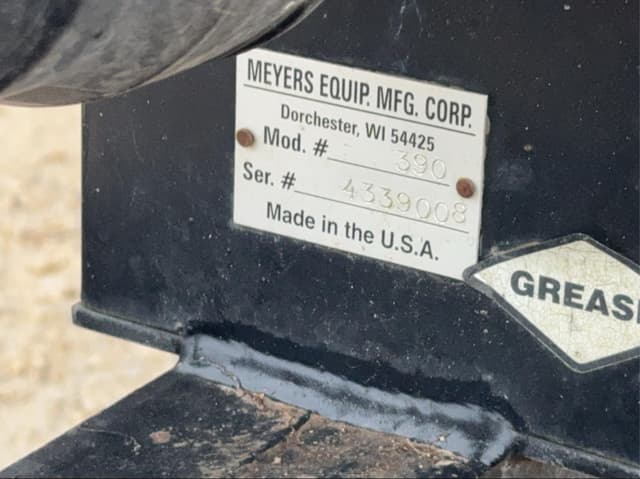 MEYERS EQUIP. MFG. CORP.
Dorchester, WI 54425
Mod. # 390
Ser. # 4339008
Made in the U.S.A.
GREAS